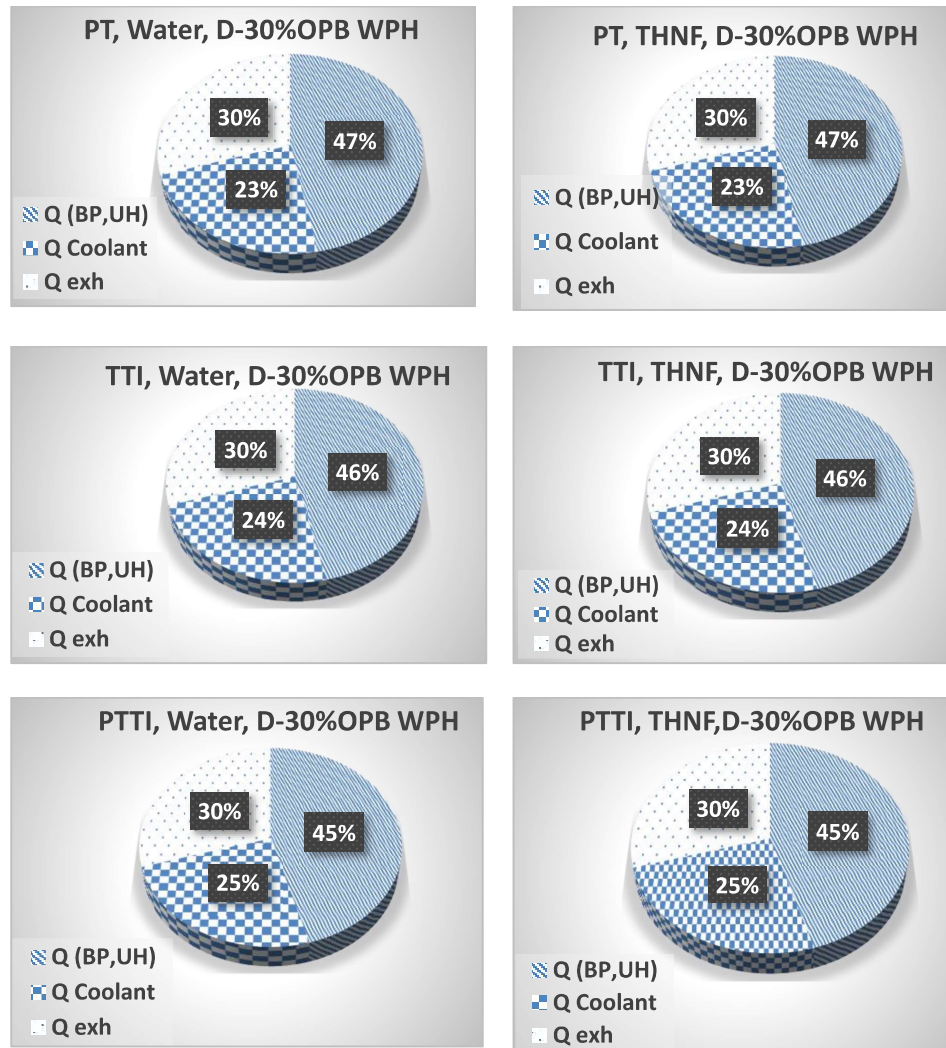 PT, Water, D-30%OPB WPH
30%
47%
23%
Q (BP,UH)
Q Coolant
Q exh
PT, THNF, D-30%OPB WPH
30%
47%
23%
Q (BP,UH)
Q Coolant
Q exh
TTI, Water, D-30%OPB WPH
30%
46%
24%
Q (BP,UH)
Q Coolant
Q exh
TTI, THNF, D-30%OPB WPH
30%
46%
24%
Q (BP,UH)
Q Coolant
Q exh
PTTI, Water, D-30%OPB WPH
30%
45%
25%
Q (BP,UH)
Q Coolant
Q exh
PTTI, THNF,D-30%OPB WPH
30%
45%
25%
Q (BP,UH)
Q Coolant
Q exh